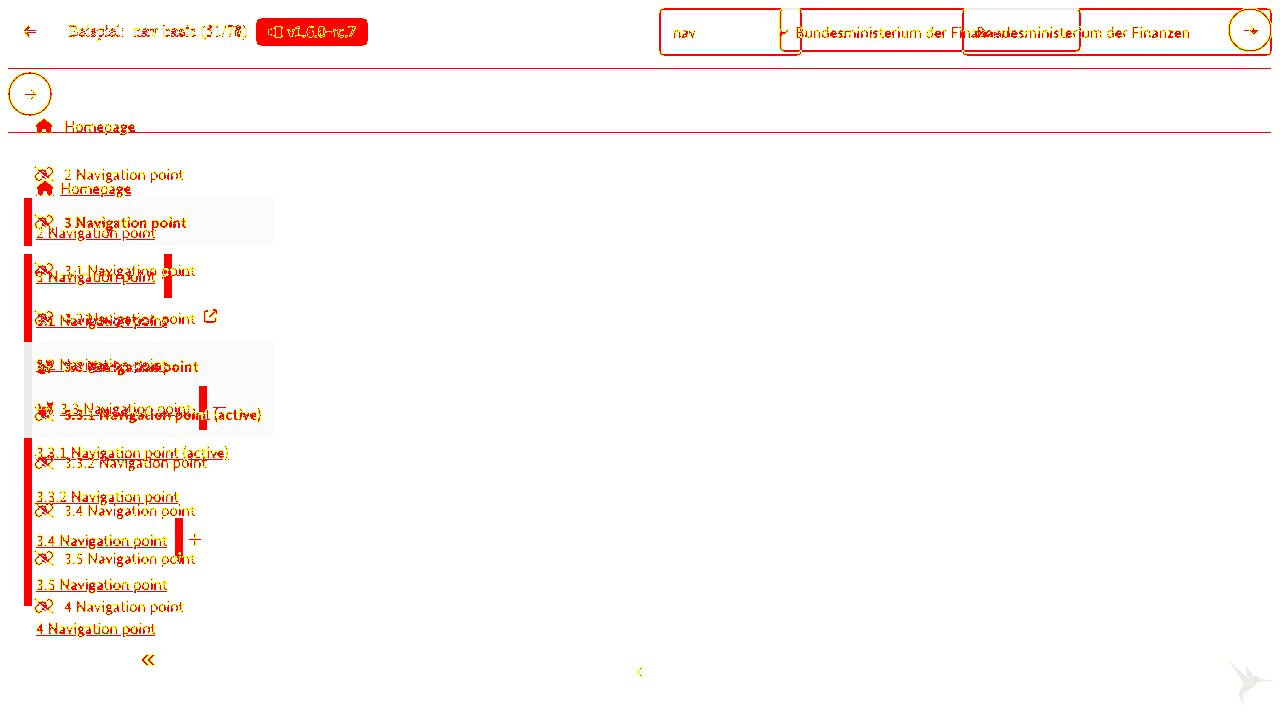 Beispiel: nav basic (51/78) v1.6.0-rc.7 nav Bundesministerium der Finanzen Bundesministerium der Finanzen
Homepage
2 Navigation point
Homepage
3 Navigation point
2 Navigation point
3.1 Navigation point
3 Navigation point
3.2 Navigation point
3.1 Navigation point
Navigation point
3.3 Navigation point
3.3 Navigation point
3.3.1 Navigation point (active)
3.3.1 Navigation point (active)
3.3.2 Navigation point
3.3.2 Navigation point
3.4 Navigation point
3.4 Navigation point
3.5 Navigation point
3.5 Navigation point
4 Navigation point
4 Navigation point